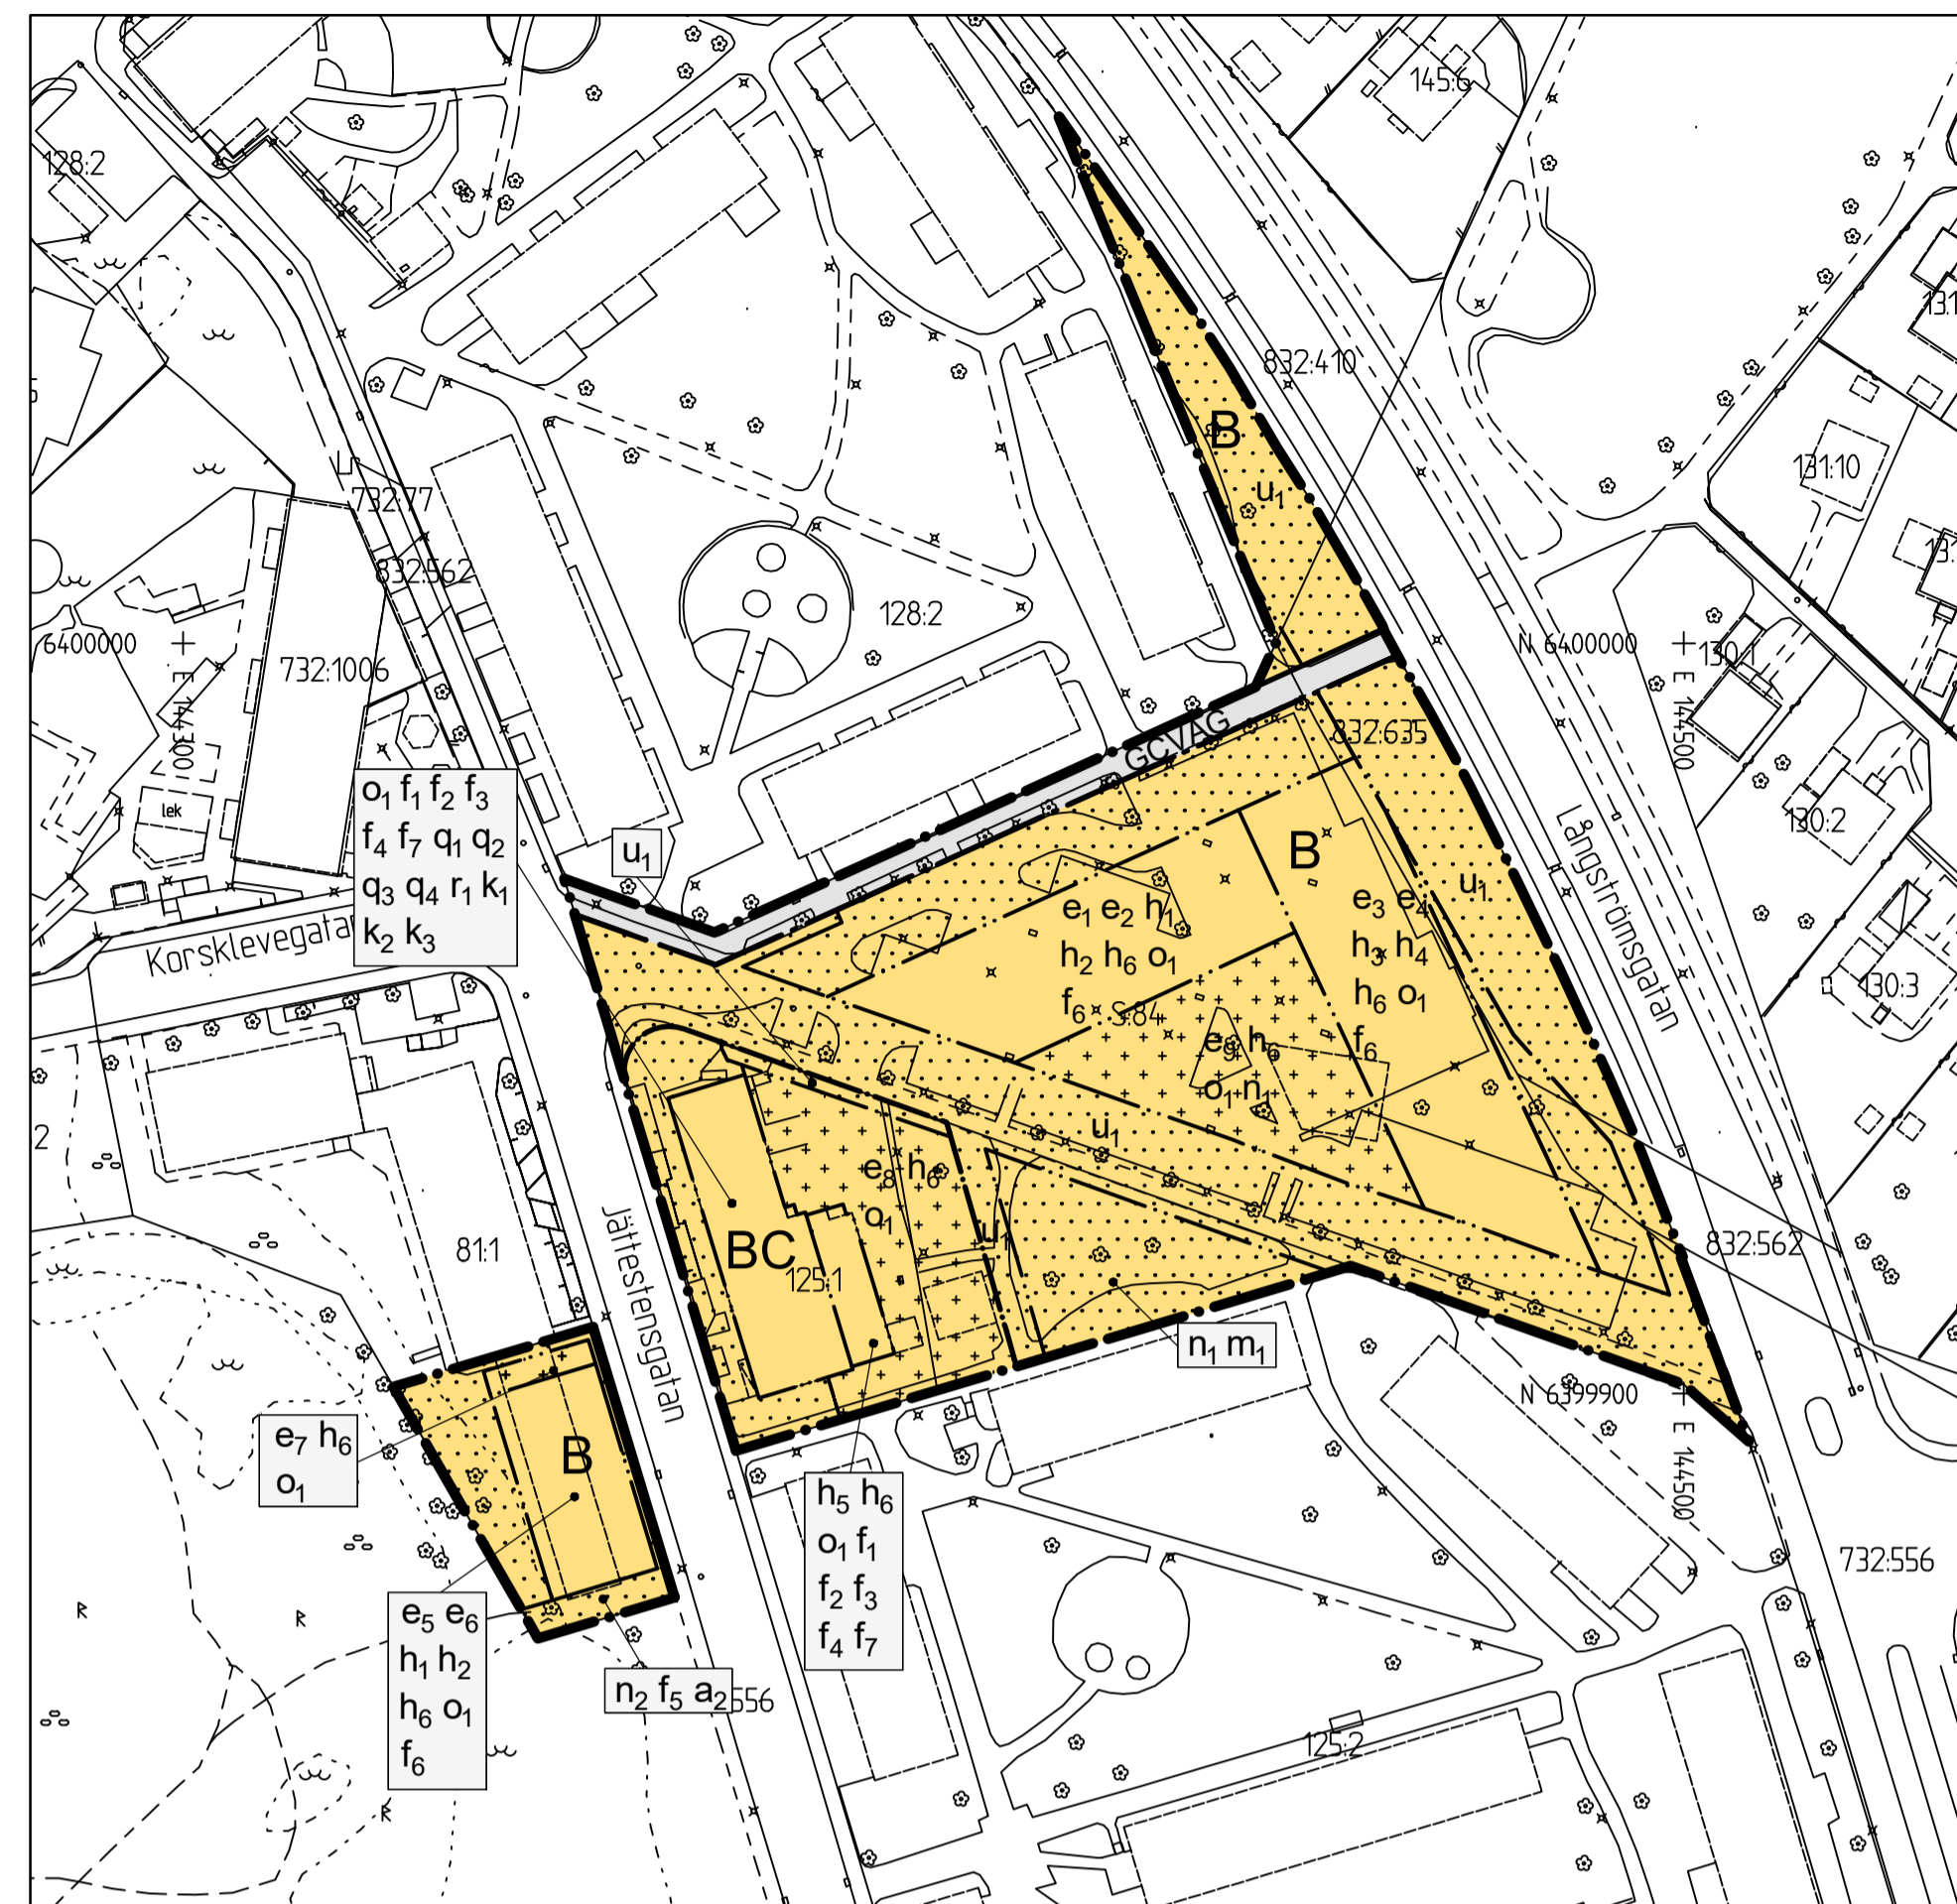 145:6
128:2
832:410
B
131:10
u₁
732:77
832:562
128:2
6400000
E 144300
732:1006
N 6400000
E 144500
130:1
832:635
GCVÄG
lek
o₁ f₁ f₂ f₃
f₄ f₇ q₁ q₂
q₃ q₄ r₁ k₁
k₂ k₃
u₁
B
130:2
Långströmsgatan
u₁
e₁ e₂ h₁
h₂ h₆ o₁
f₆
e₃ e₄
h₃ h₄
h₆ o₁
f₆
Korsklevegatan
S:84
130:3
e₉ h₆
o₁ n₁
u₁
e₈ h₆
o₁
u₁
BC
125:1
81:1
Jättestensgatan
832:562
n₁ m₁
N 6399900
E 144500
e₇ h₆
o₁
B
h₅ h₆
o₁ f₁
f₂ f₃
f₄ f₇
732:556
e₅ e₆
h₁ h₂
h₆ o₁
f₆
n₂ f₅ a₂
556
125:2